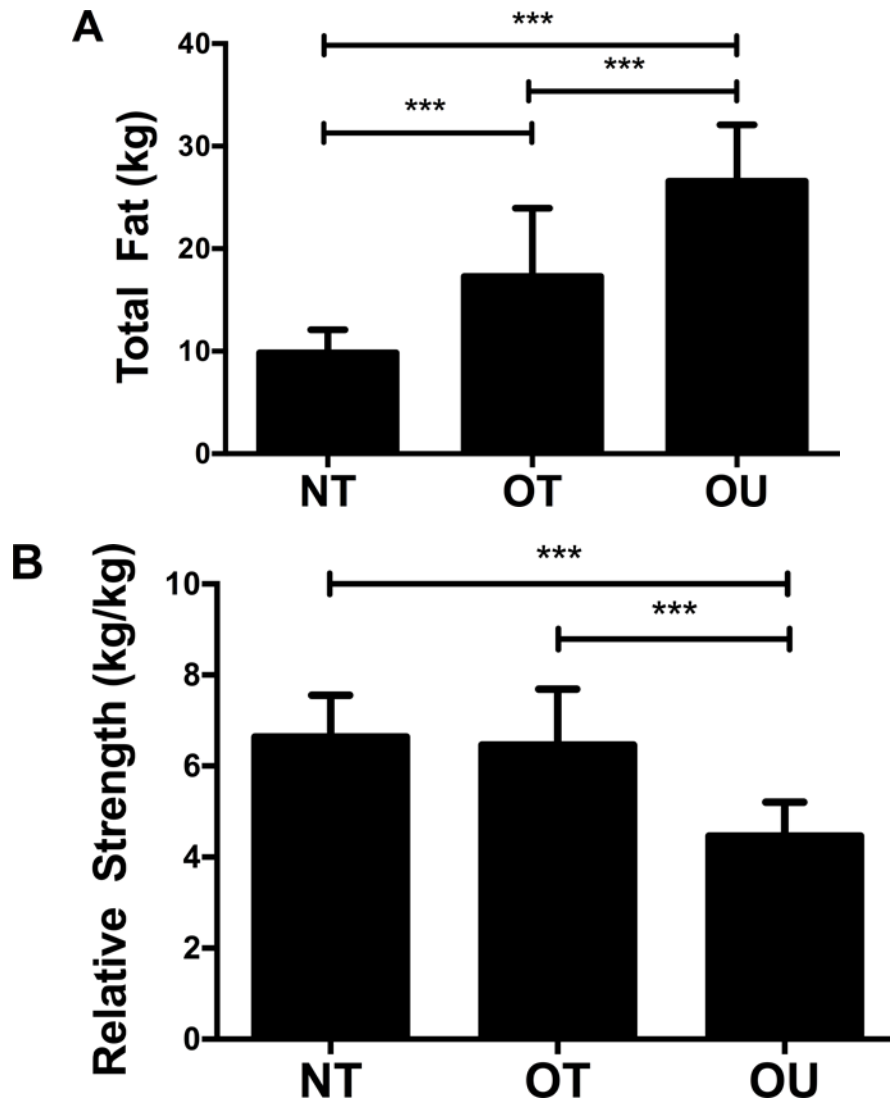 A
Total Fat (kg)
40
30
20
10
0
***
***
***
NT OT OU
B
Relative Strength (kg/kg)
10
8
6
4
2
0
***
***
NT OT OU